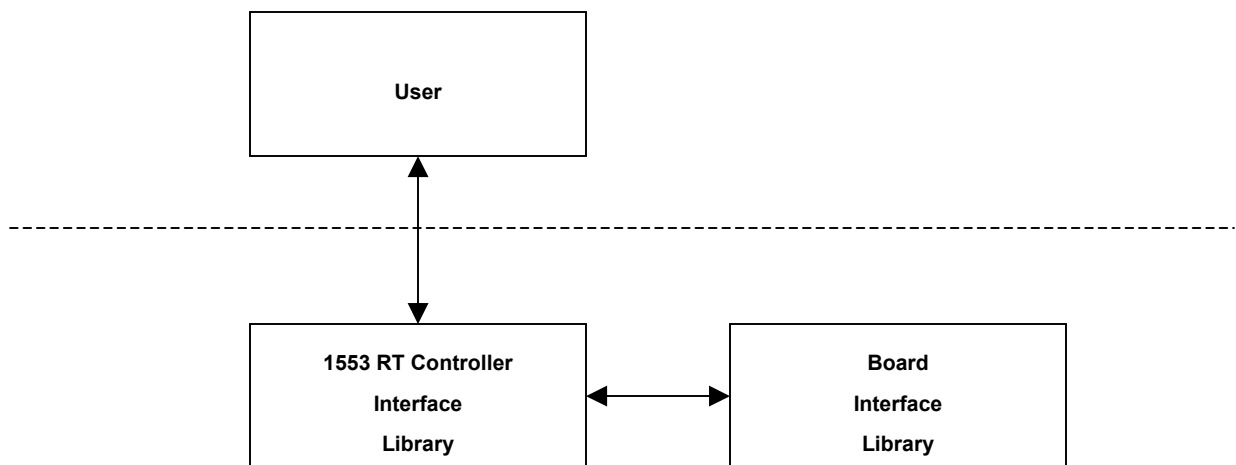 User
1553 RT Controller
Interface
Library
Board
Interface
Library